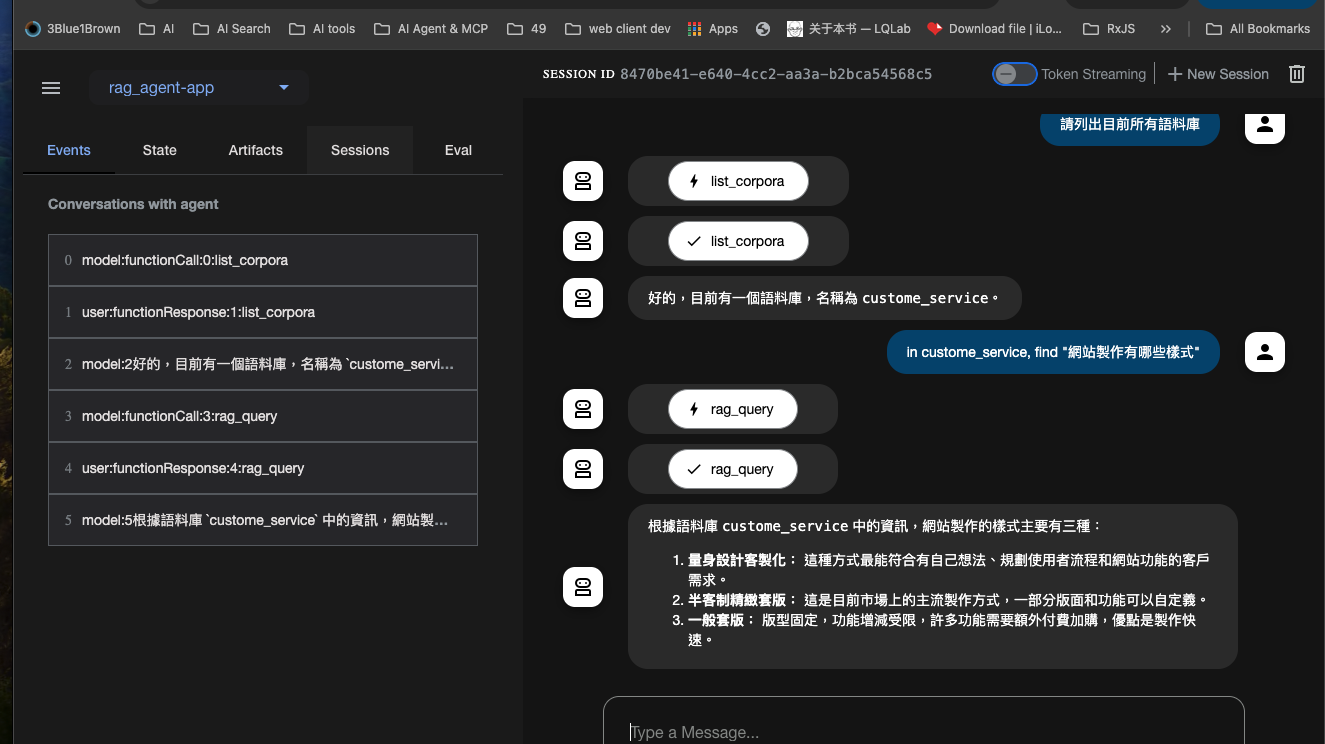 3Blue1Brown
AI
AI Search
AI tools
AI Agent & MCP
49
web client dev
Apps
关于本书 — LQLab
Download file | iLo...
RxJS
All Bookmarks
rag_agent-app
SESSION ID 8470be41-e640-4cc2-aa3a-b2bca54568c5
Token Streaming
New Session
Events
State
Artifacts
Sessions
Eval
Conversations with agent
0 model:functionCall:0:list_corpora
1 user:functionResponse:1:list_corpora
2 model:2好的，目前有一個語料庫，名稱為 `custome_servi...
3 model:functionCall:3:rag_query
4 user:functionResponse:4:rag_query
5 model:5根據語料庫 `custome_service` 中的資訊，網站製...
請列出目前所有語料庫
list_corpora
list_corpora
好的，目前有一個語料庫，名稱為 custome_service。
in custome_service, find "網站製作有哪些樣式"
rag_query
rag_query
根據語料庫 custome_service 中的資訊，網站製作的樣式主要有三種：
1. 量身設計客製化： 這種方式最能符合有自己想法、規劃使用者流程和網站功能的客戶
需求。
2. 半客制精緻套版： 這是目前市場上的主流製作方式，一部分版面和功能可以自定義。
3. 一般套版： 版型固定，功能增減受限，許多功能需要額外付費加購，優點是製作快
速。
Type a Message...